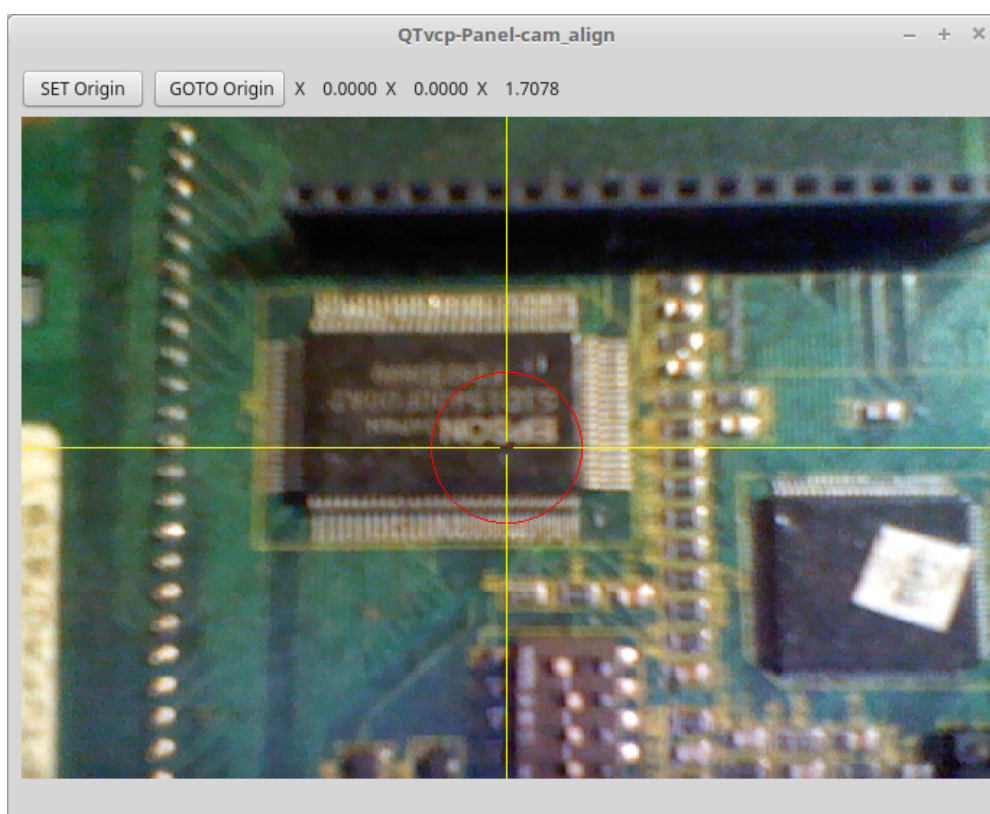 QTvcp-Panel-cam_align
SET Origin GOTO Origin X 0.0000 X 0.0000 X 1.7078
EPSON